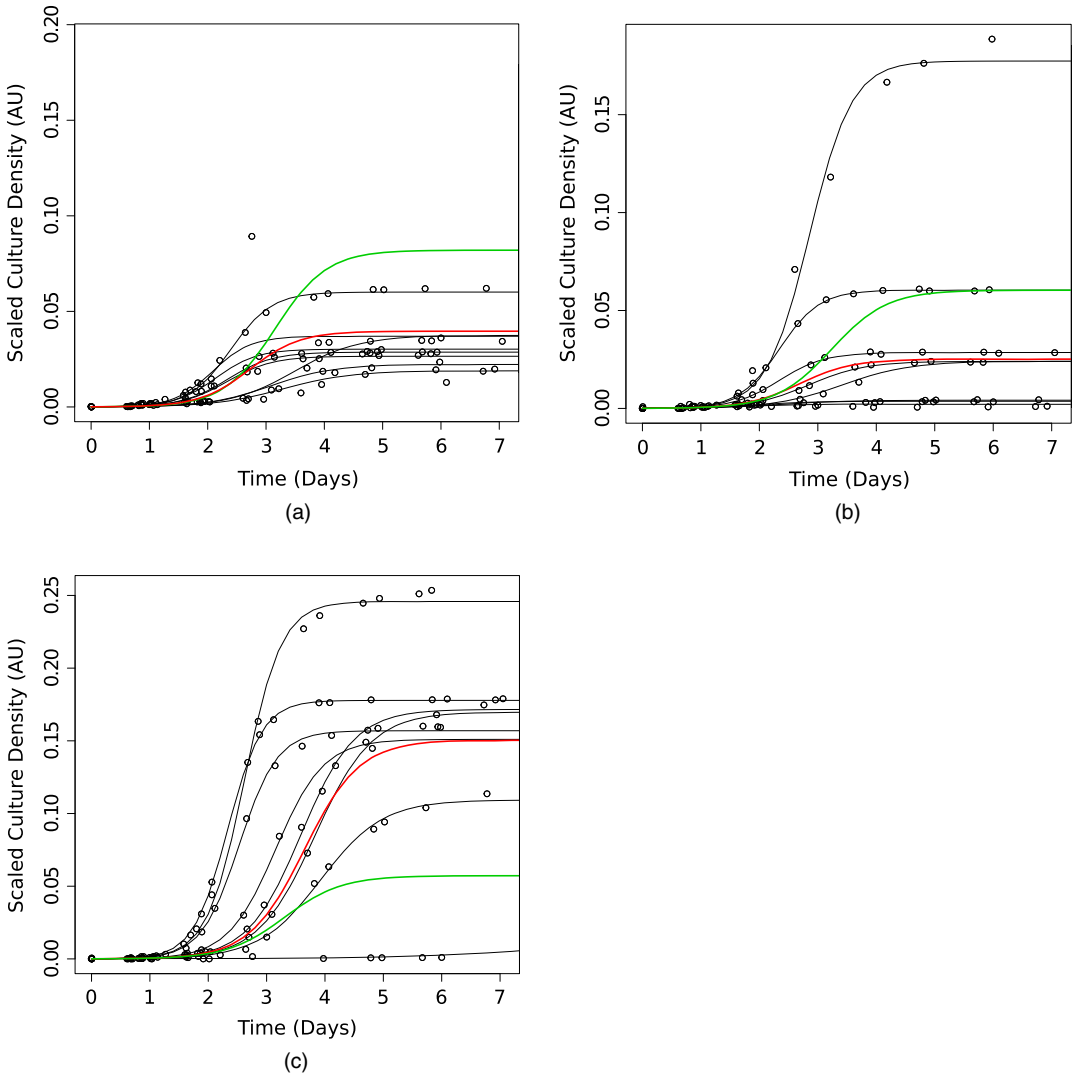 Scaled Culture Density (AU)
0.00 0.05 0.10 0.15 0.20
0 1 2 3 4 5 6 7
Time (Days)
(a)
Scaled Culture Density (AU)
0.00 0.05 0.10 0.15
0 1 2 3 4 5 6 7
Time (Days)
(b)
Scaled Culture Density (AU)
0.00 0.05 0.10 0.15 0.20 0.25
0 1 2 3 4 5 6 7
Time (Days)
(c)